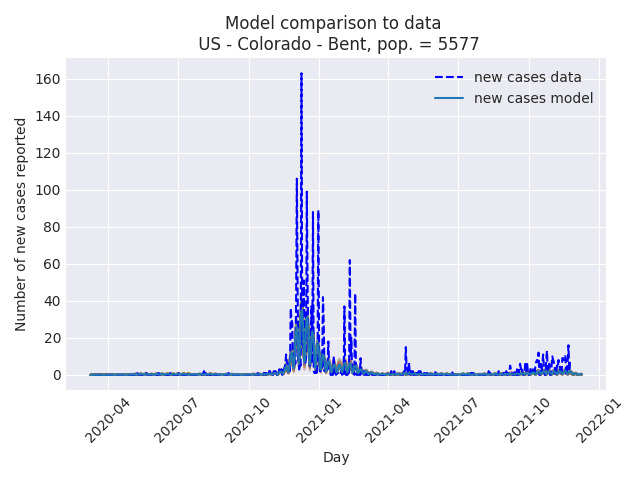 Model comparison to data
US - Colorado - Bent, pop. = 5577
new cases data
new cases model
Number of new cases reported
160
140
120
100
80
60
40
20
0
2020-04
2020-07
2020-10
2021-01
2021-04
2021-07
2021-10
2022-01
Day